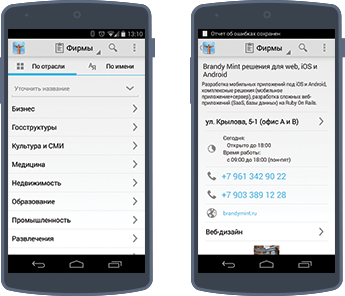 13:10
Фирмы
По отрасли
По имени
Уточнить название
Бизнес
Госструктуры
Культура и СМИ
Медицина
Недвижимость
Образование
Промышленность
Развлечения
Отчет об ошибках сохранен
Фирмы
Brandy Mint решения для web, iOS и
Android
Разработка мобильных приложений под iOS и Android,
комплексные решения (мобильное
приложение+сервер), разработка сложных веб-
приложений (SaaS, базы данных) на Ruby On Rails.
ул. Крылова, 5-1 (офис А и В)
Сегодня:
Открыто до 18:00
Время работы:
с 09:00 до 18:00 (пон-пят)
+7 961 342 90 22
+7 903 389 12 28
brandymint.ru
Веб-дизайн